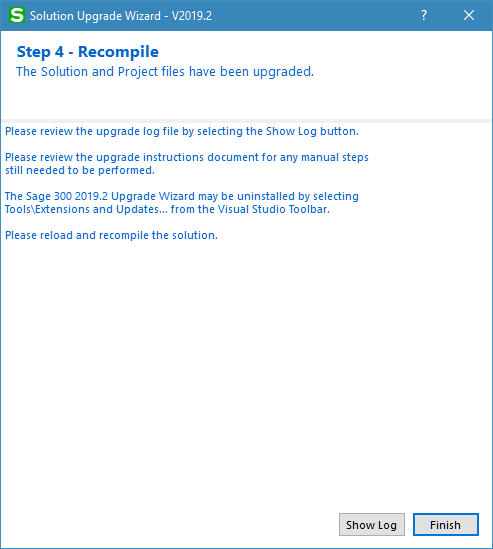 S Solution Upgrade Wizard - V2019.2 ?
Step 4 - Recompile
The Solution and Project files have been upgraded.
Please review the upgrade log file by selecting the Show Log button.
Please review the upgrade instructions document for any manual steps
still needed to be performed.
The Sage 300 2019.2 Upgrade Wizard may be uninstalled by selecting
Tools\Extensions and Updates... from the Visual Studio Toolbar.
Please reload and recompile the solution.
Show Log Finish